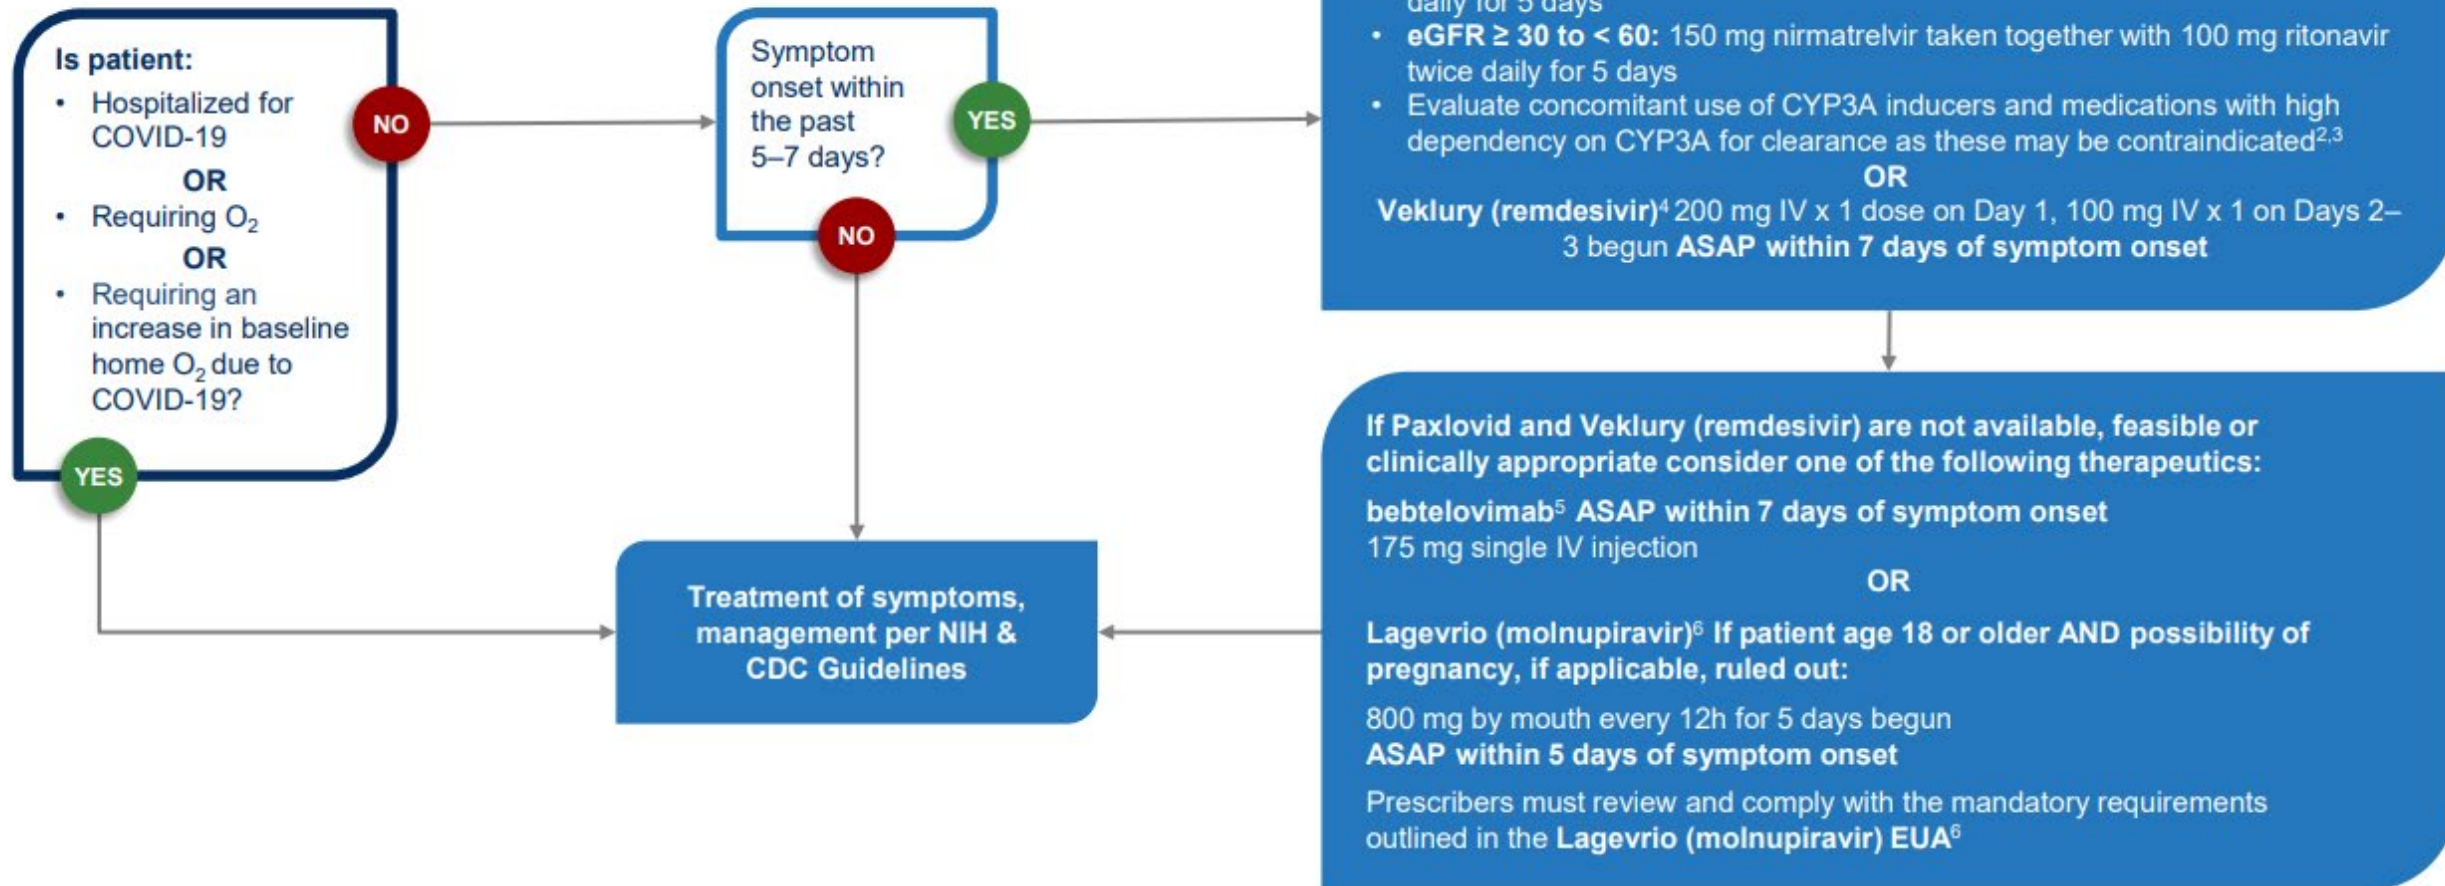 Is patient:
• Hospitalized for
COVID-19
OR
• Requiring O₂
OR
• Requiring an
increase in baseline
home O₂ due to
COVID-19?
NO
YES
Symptom
onset within
the past
5–7 days?
YES
NO
daily for 5 days
• eGFR ≥ 30 to < 60: 150 mg nirmatrelvir taken together with 100 mg ritonavir
twice daily for 5 days
• Evaluate concomitant use of CYP3A inducers and medications with high
dependency on CYP3A for clearance as these may be contraindicated²,³
OR
Veklury (remdesivir)⁴ 200 mg IV x 1 dose on Day 1, 100 mg IV x 1 on Days 2–
3 begun ASAP within 7 days of symptom onset
If Paxlovid and Veklury (remdesivir) are not available, feasible or
clinically appropriate consider one of the following therapeutics:
bebtelovimab⁵ ASAP within 7 days of symptom onset
175 mg single IV injection
OR
Lagevrio (molnupiravir)⁶ If patient age 18 or older AND possibility of
pregnancy, if applicable, ruled out:
800 mg by mouth every 12h for 5 days begun
ASAP within 5 days of symptom onset
Prescribers must review and comply with the mandatory requirements
outlined in the Lagevrio (molnupiravir) EUA⁶
Treatment of symptoms,
management per NIH &
CDC Guidelines